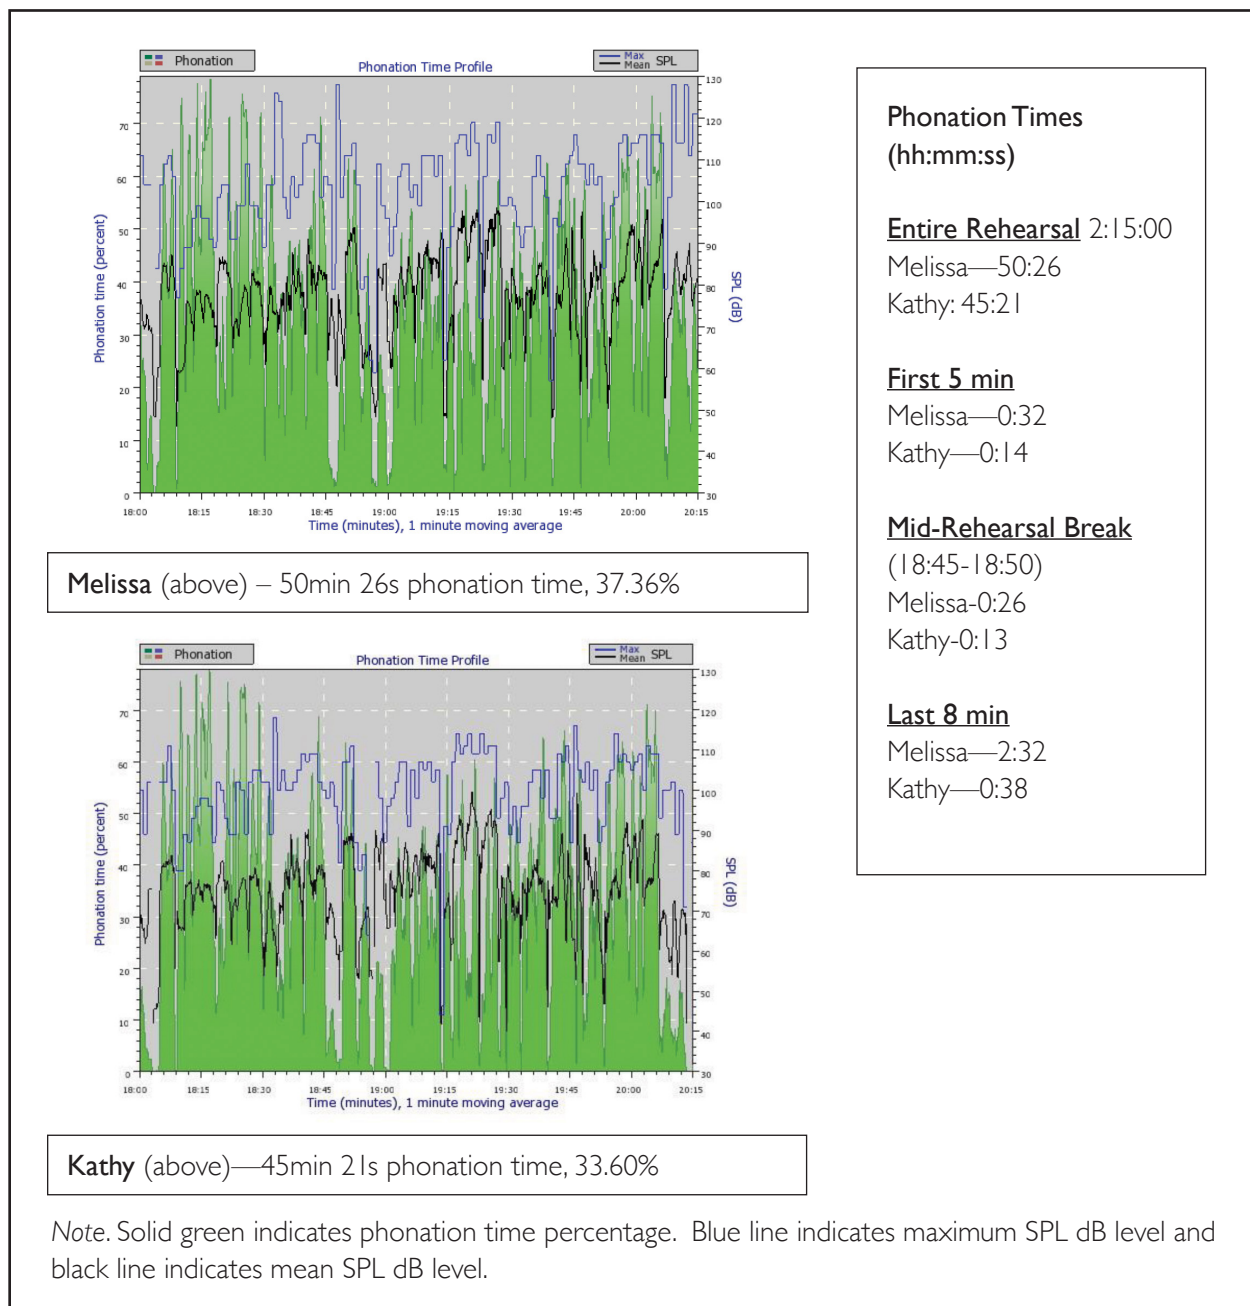 Phonation
Phonation Time Profile
Max
Mean SPL
130
120
110
100
90
80
70
60
50
40
30
70
60
50
40
30
20
10
0
Phonation time (percent)
SPL (dB)
18:00 18:15 18:30 18:45 19:00 19:15 19:30 19:45 20:00 20:15
Time (minutes), 1 minute moving average
Melissa (above) – 50min 26s phonation time, 37.36%
Phonation
Phonation Time Profile
Max
Mean SPL
130
120
110
100
90
80
70
60
50
40
30
70
60
50
40
30
20
10
0
Phonation time (percent)
SPL (dB)
18:00 18:15 18:30 18:45 19:00 19:15 19:30 19:45 20:00 20:15
Time (minutes), 1 minute moving average
Kathy (above)—45min 21s phonation time, 33.60%
Phonation Times
(hh:mm:ss)
Entire Rehearsal 2:15:00
Melissa—50:26
Kathy: 45:21
First 5 min
Melissa—0:32
Kathy—0:14
Mid-Rehearsal Break
(18:45-18:50)
Melissa-0:26
Kathy-0:13
Last 8 min
Melissa—2:32
Kathy—0:38
Note. Solid green indicates phonation time percentage. Blue line indicates maximum SPL dB level and
black line indicates mean SPL dB level.